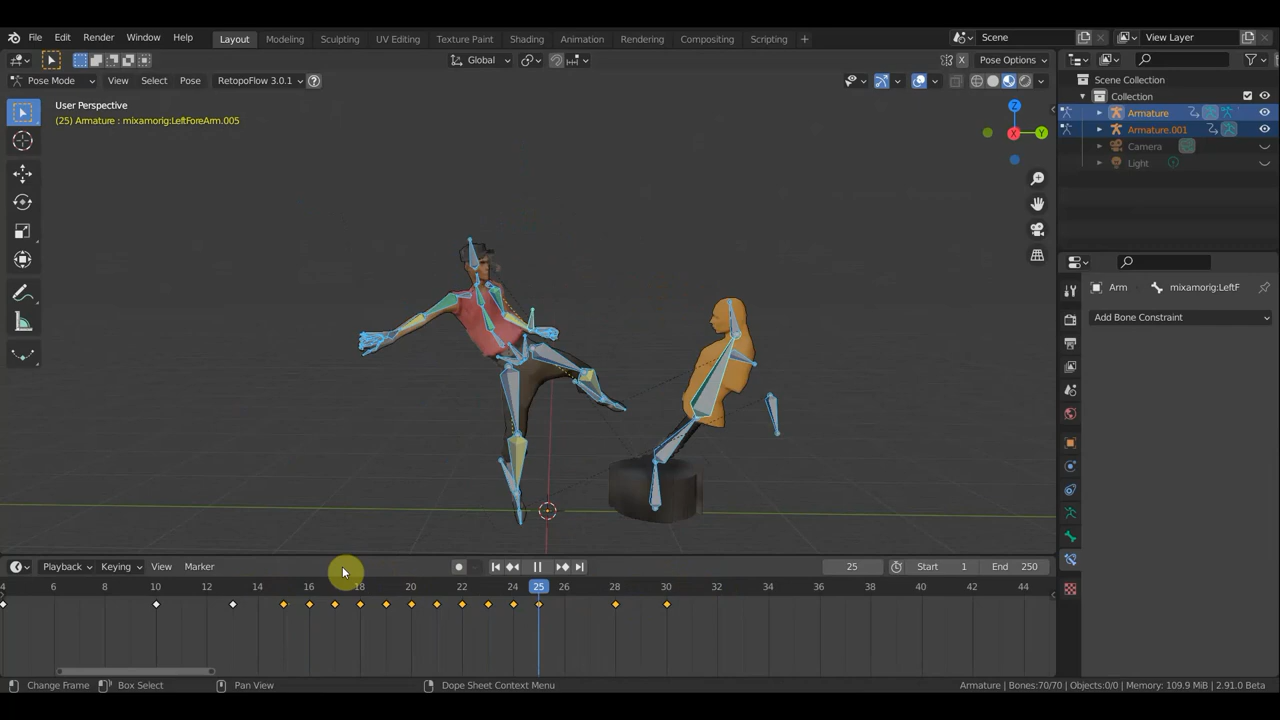 File Edit Render Window Help Layout Modeling Sculpting UV Editing Texture Paint Shading Animation Rendering Compositing Scripting + Scene View Layer
Pose Mode View Select Pose RetopoFlow 3.0.1 ? Global X Pose Options
User Perspective
(25) Armature : mixamorig:LeftForeArm.005
Z
X
Y
Scene Collection
Collection
Armature
Armature.001
Camera
Light
Arm mixamorig:LeftF
Add Bone Constraint
Playback Keying View Marker 25 Start 1 End 250
4 6 8 10 12 14 16 18 20 22 24 25 26 28 30 32 34 36 38 40 42 44
Change Frame Box Select Pan View Dope Sheet Context Menu Armature | Bones:70/70 | Objects:0/0 | Memory: 109.9 MiB | 2.91.0 Beta